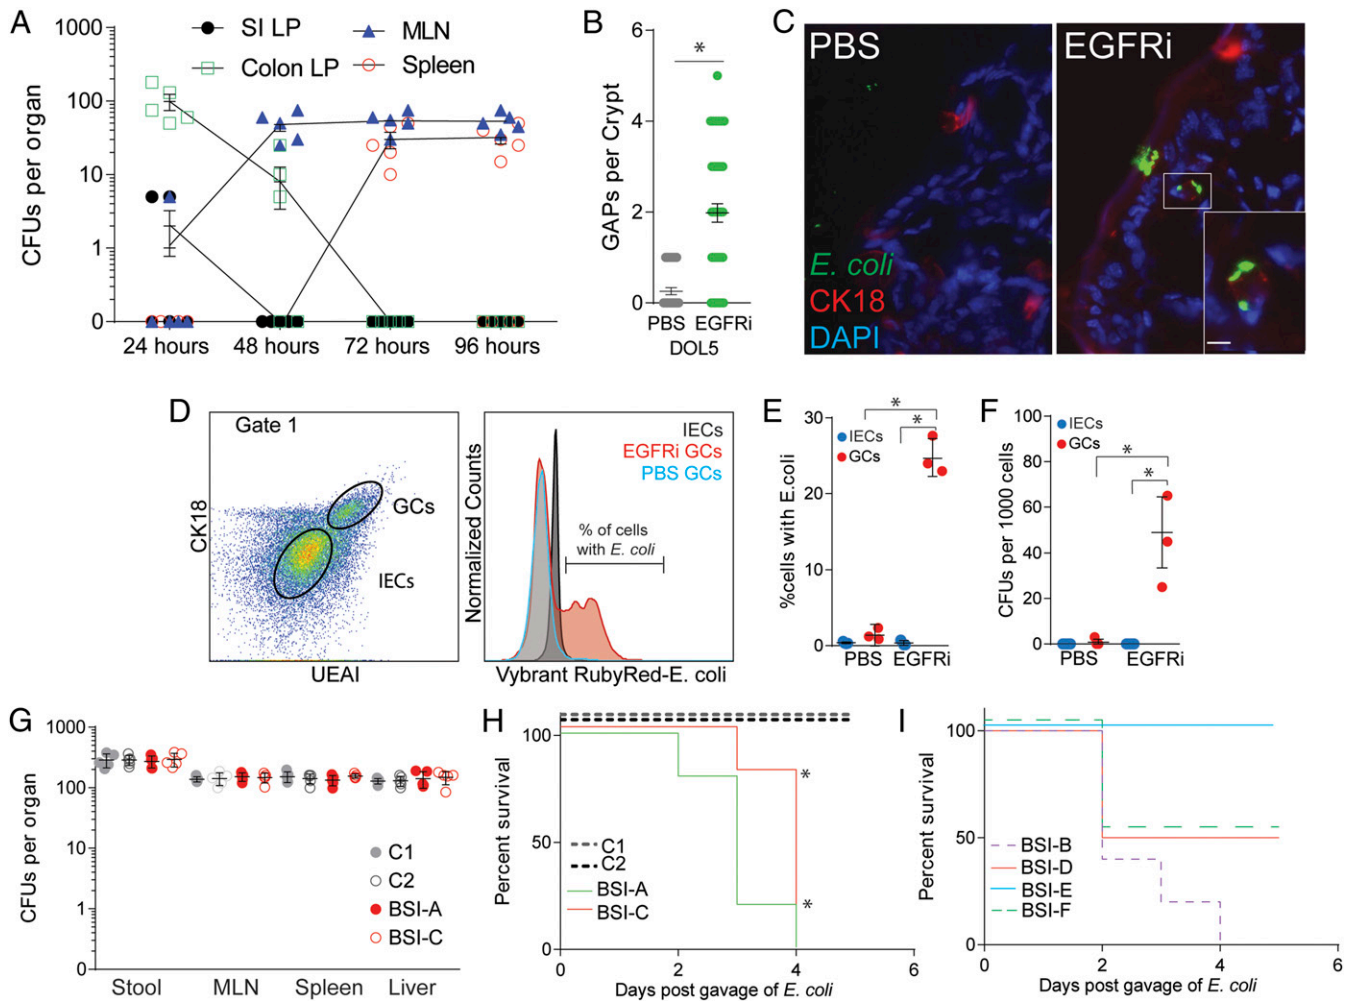 A
CFUs per organ
1000
100
10
1
0
SI LP
MLN
Colon LP
Spleen
24 hours
48 hours
72 hours
96 hours
B
GAPs per Crypt
6
4
2
0
*
PBS
EGFRi
DOL5
C
PBS
EGFRi
E. coli
CK18
DAPI
D
Gate 1
CK18
GCs
IECs
UEAI
Normalized Counts
IECs
EGFRi GCs
PBS GCs
% of cells
with E. coli
Vybrant RubyRed-E. coli
E
%cells with E.coli
30
20
10
0
IECs
GCs
*
*
PBS
EGFRi
F
CFUs per 1000 cells
100
80
60
40
20
0
IECs
GCs
*
*
PBS
EGFRi
G
CFUs per organ
1000
100
10
1
0
C1
C2
BSI-A
BSI-C
Stool
MLN
Spleen
Liver
H
Percent survival
100
50
0
C1
C2
BSI-A
BSI-C
*
*
0
2
4
6
Days post gavage of E. coli
I
Percent survival
100
50
0
BSI-B
BSI-D
BSI-E
BSI-F
0
2
4
6
Days post gavage of E. coli